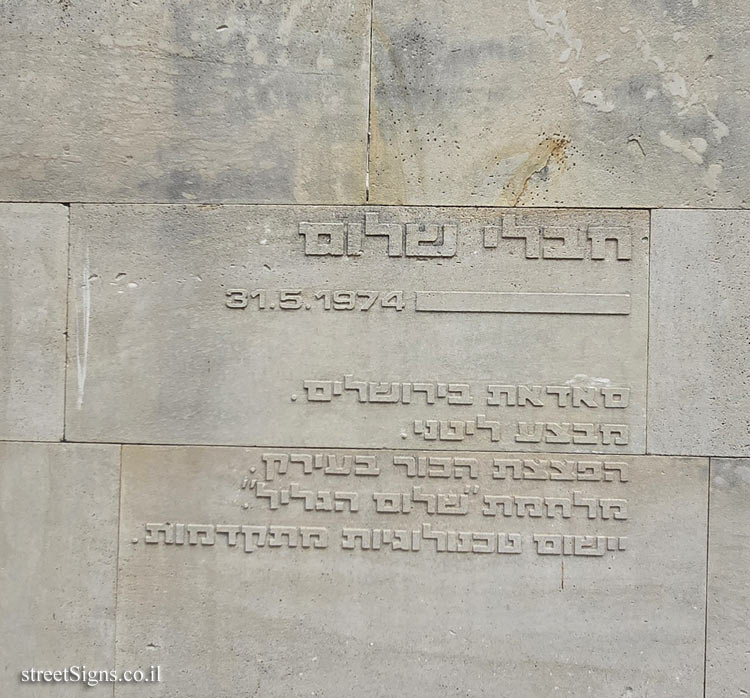 חבלי שלום
31.5.1974
סאדאת בירושלים.
מבצע ליטני.
הפצצת הכור בעירק.
מלחמת "שלום הגליל".
יישום טכנולוגיות מתקדמות.
streetSigns.co.il